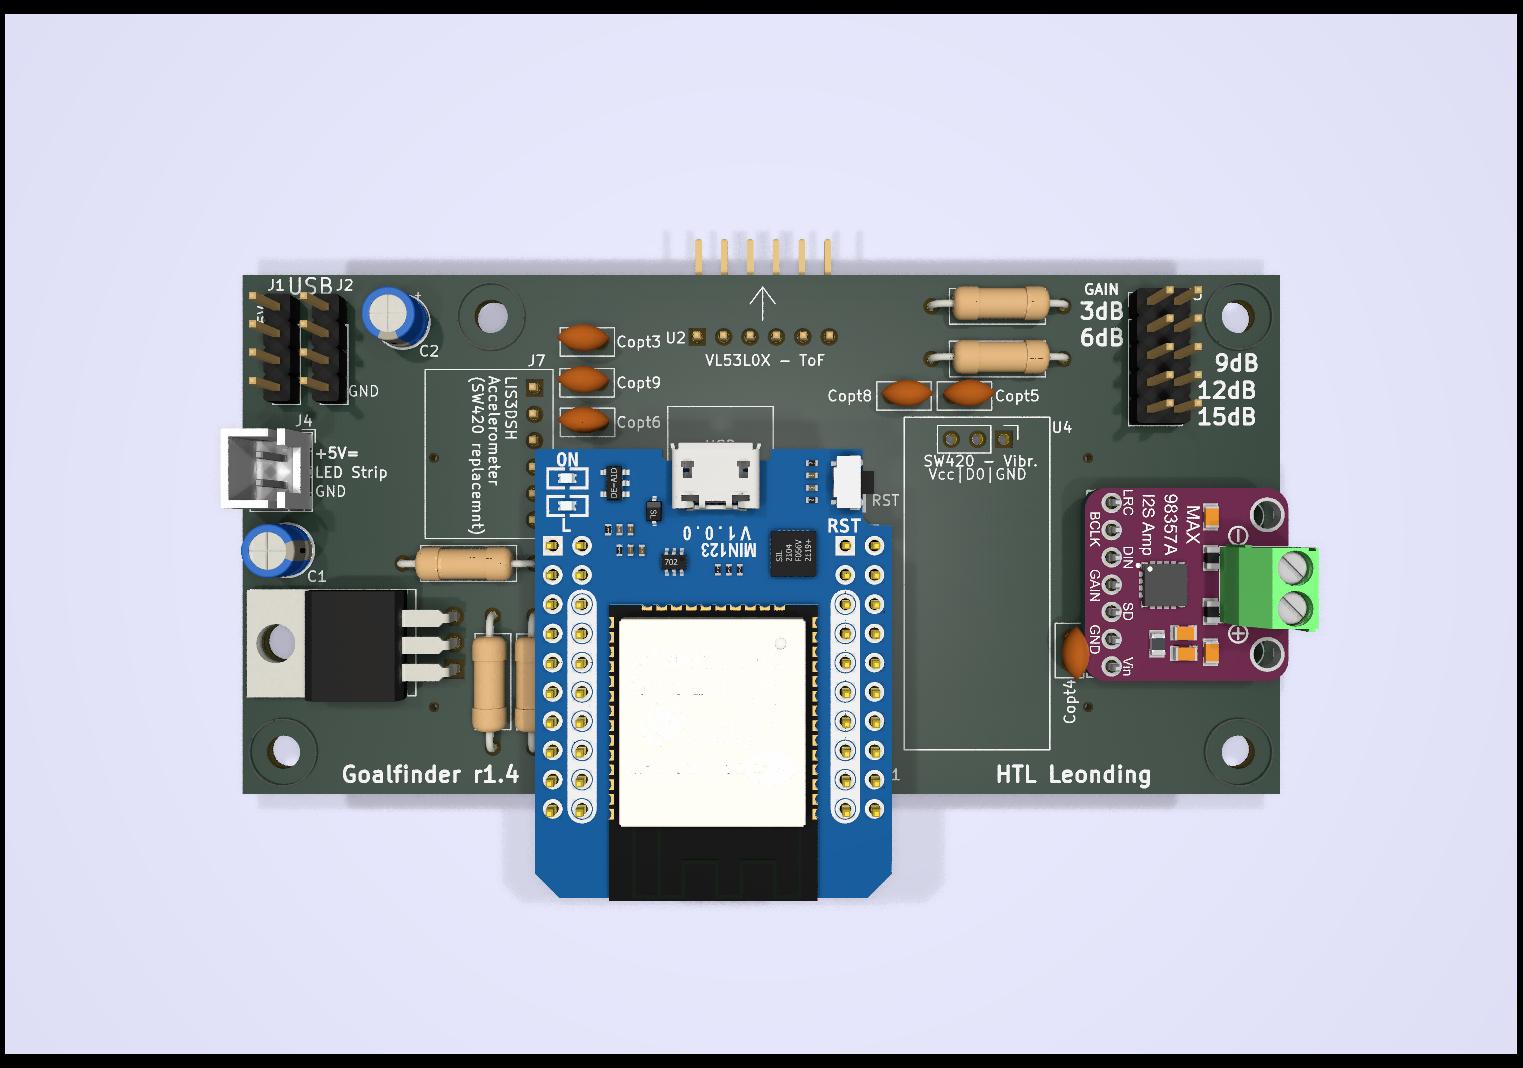 J1
USB
J2
C2
GND
J4
+5V=
LED Strip
GND
C1
J7
LIS3DSH
Accelerometer
(SW420 replacemnt)
Copt3
Copt9
Copt6
U2
VL53L0X - ToF
GAIN
3dB
6dB
9dB
12dB
15dB
Copt8
Copt5
U4
SW420 - Vibr.
Vcc|DO|GND
RST
ON
L
RST
MIN123
V1.0.0
702
LRC
BCLK
DIN
GAIN
SD
GND
Vin
MAX
98357A
I2S Amp
Copt4
Goalfinder r1.4
HTL Leonding